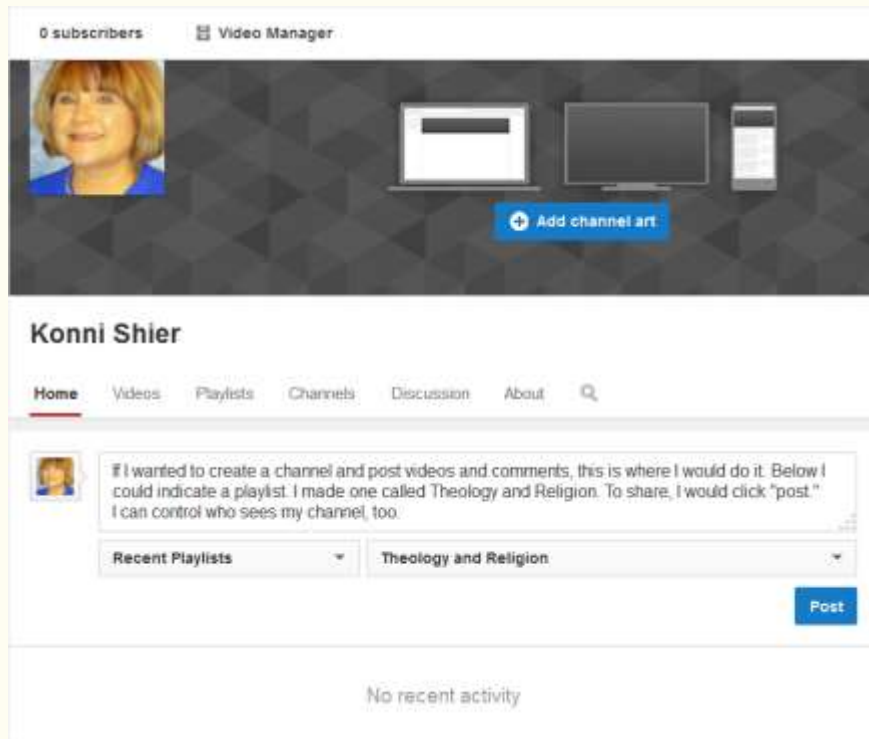 0 subscribers Video Manager
Add channel art
Konni Shier
Home Videos Playlists Channels Discussion About
If I wanted to create a channel and post videos and comments, this is where I would do it. Below I
could indicate a playlist. I made one called Theology and Religion. To share, I would click "post."
I can control who sees my channel, too.
Recent Playlists Theology and Religion
Post
No recent activity